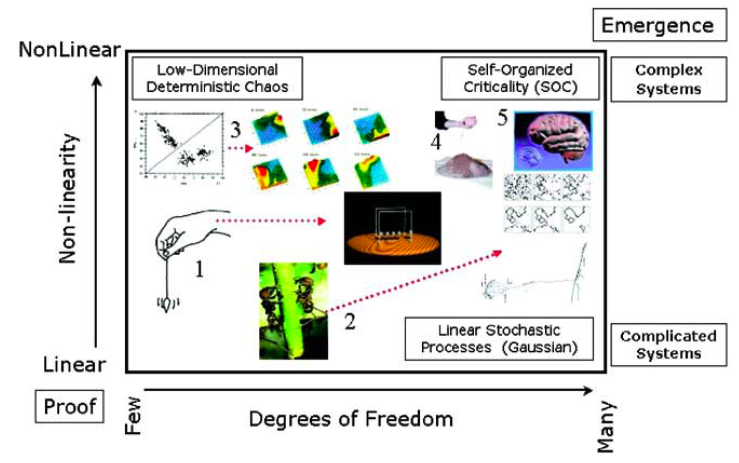 Emergence
NonLinear
Low-Dimensional
Deterministic Chaos
Self-Organized
Criticality (SOC)
Complex
Systems
3
4
5
Non-linearity
1
2
Linear Stochastic
Processes (Gaussian)
Complicated
Systems
Linear
Proof
Few
Degrees of Freedom
Many